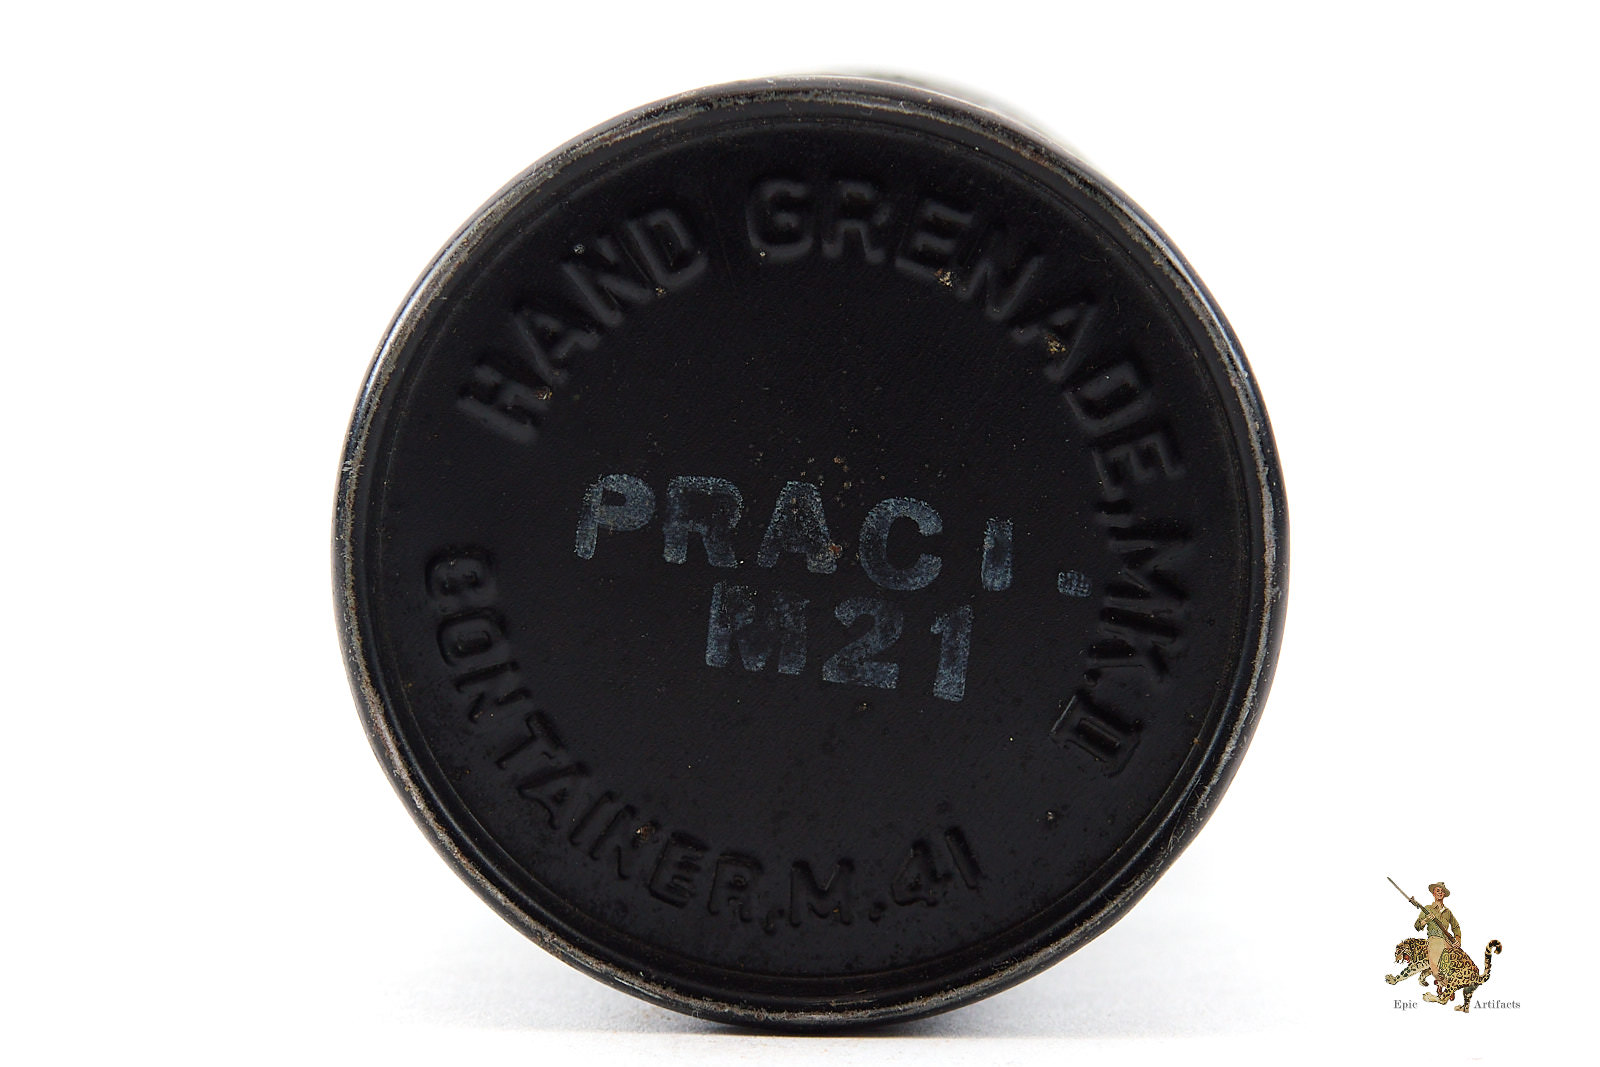 HAND GRENADE, MK. II
PRACT.
M21
CONTAINER, M. 41
Epic Artifacts